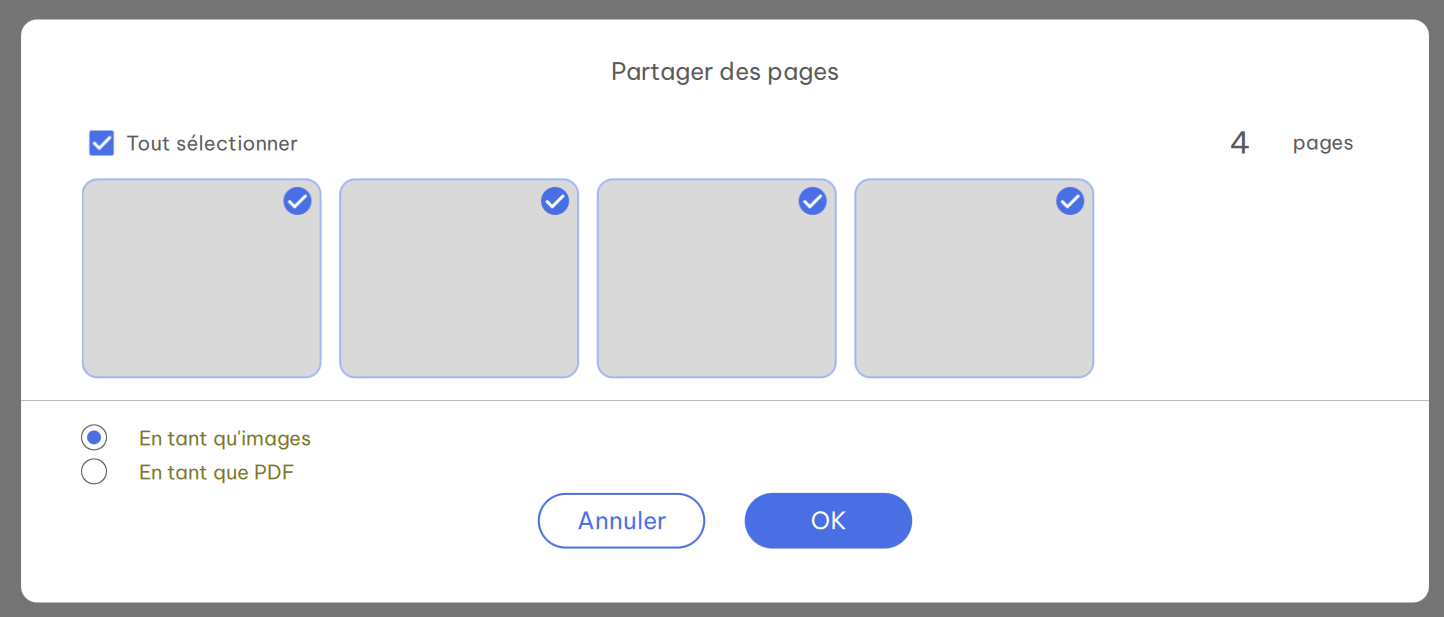 Partager des pages
Tout sélectionner
4 pages
En tant qu'images
En tant que PDF
Annuler
OK